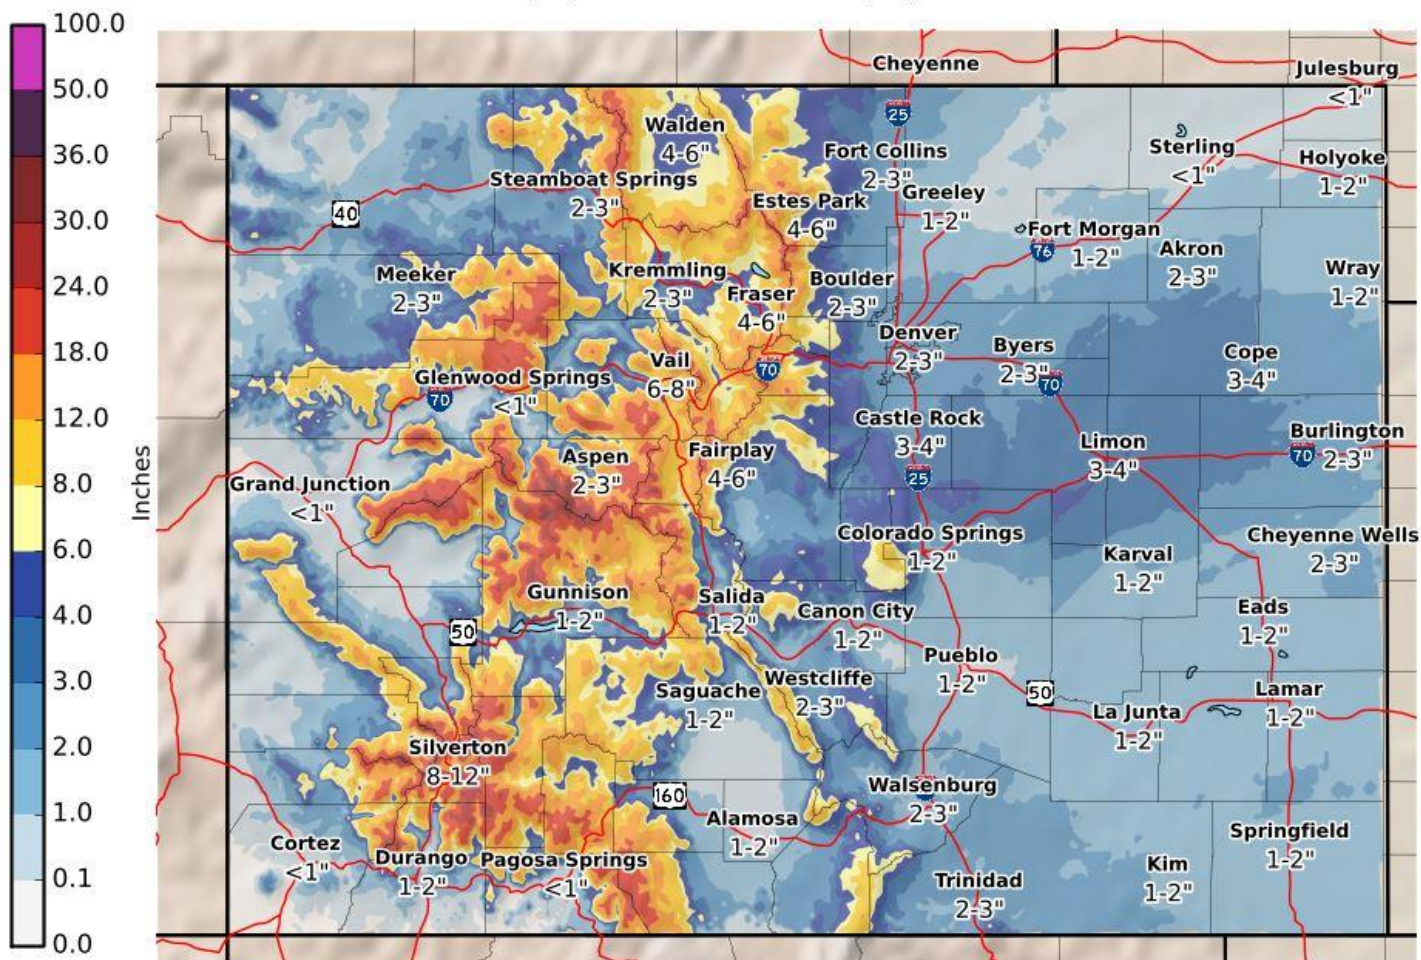 100.0
50.0
36.0
30.0
24.0
18.0
12.0
8.0
6.0
4.0
3.0
2.0
1.0
0.1
0.0
Inches
Cheyenne
Julesburg
<1"
25
Walden
4-6"
Fort Collins
2-3"
Sterling
<1"
Holyoke
1-2"
Steamboat Springs
2-3"
40
Estes Park
4-6"
Greeley
1-2"
Fort Morgan
1-2"
76
Akron
2-3"
Wray
1-2"
Meeker
2-3"
Kremmling
2-3"
Fraser
4-6"
Boulder
2-3"
Denver
2-3"
Byers
2-3"
70
Cope
3-4"
Vail
6-8"
70
Glenwood Springs
<1"
70
Castle Rock
3-4"
25
Limon
3-4"
Burlington
2-3"
70
Aspen
2-3"
Fairplay
4-6"
Grand Junction
<1"
Colorado Springs
1-2"
Karval
1-2"
Cheyenne Wells
2-3"
Gunnison
1-2"
50
Salida
1-2"
Canon City
1-2"
Eads
1-2"
Pueblo
1-2"
50
Westcliffe
2-3"
Saguache
1-2"
La Junta
1-2"
Lamar
1-2"
Silverton
8-12"
160
Walsenburg
2-3"
Alamosa
1-2"
Springfield
1-2"
Cortez
<1"
Durango
1-2"
Pagosa Springs
<1"
Trinidad
2-3"
Kim
1-2"